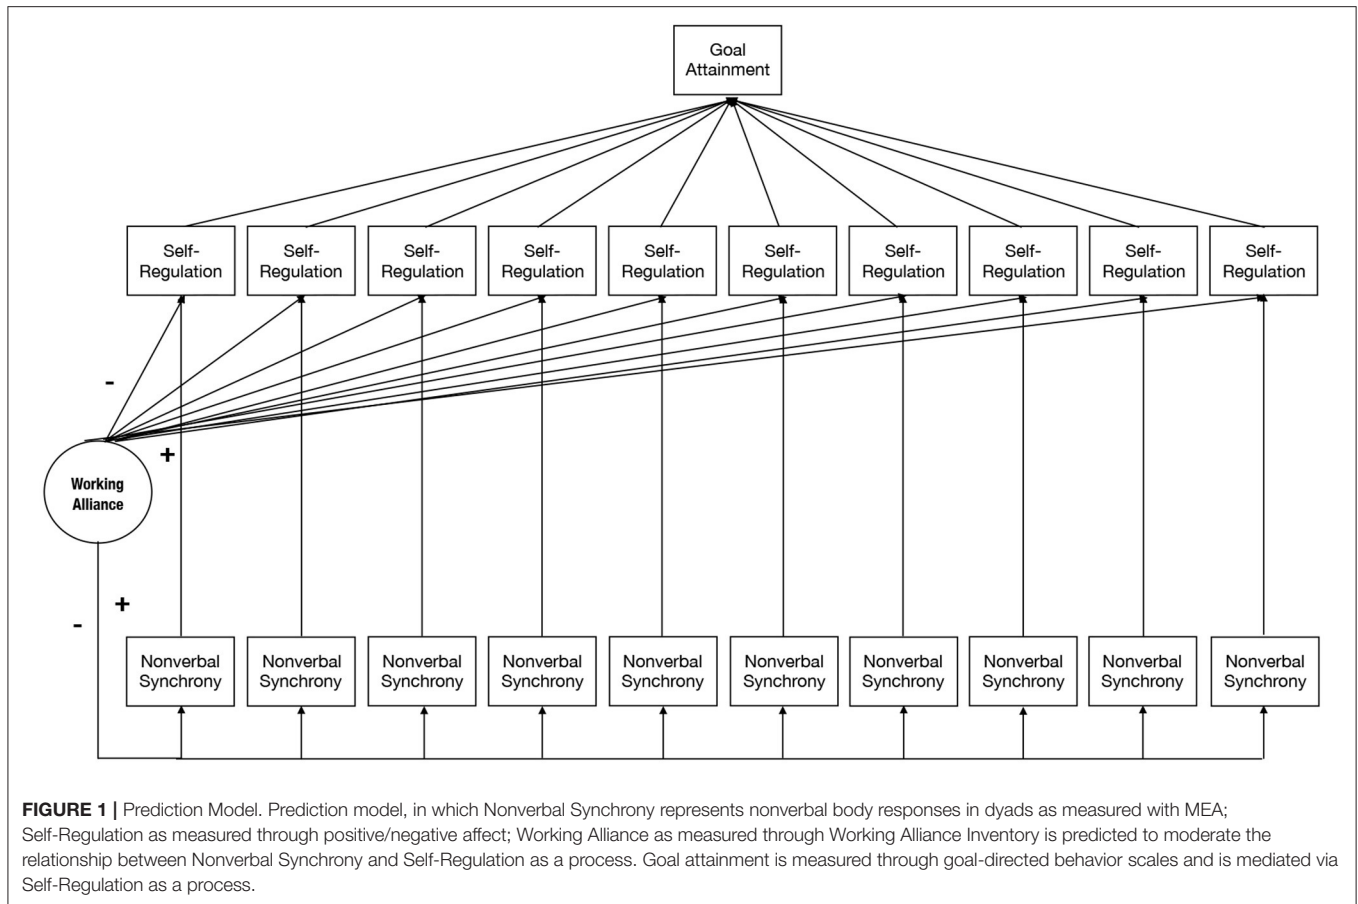 Goal
Attainment
Self-
Regulation
Self-
Regulation
Self-
Regulation
Self-
Regulation
Self-
Regulation
Self-
Regulation
Self-
Regulation
Self-
Regulation
Self-
Regulation
Self-
Regulation
-
+
Working
Alliance
+
-
Nonverbal
Synchrony
Nonverbal
Synchrony
Nonverbal
Synchrony
Nonverbal
Synchrony
Nonverbal
Synchrony
Nonverbal
Synchrony
Nonverbal
Synchrony
Nonverbal
Synchrony
Nonverbal
Synchrony
Nonverbal
Synchrony
FIGURE 1 | Prediction Model. Prediction model, in which Nonverbal Synchrony represents nonverbal body responses in dyads as measured with MEA;
Self-Regulation as measured through positive/negative affect; Working Alliance as measured through Working Alliance Inventory is predicted to moderate the
relationship between Nonverbal Synchrony and Self-Regulation as a process. Goal attainment is measured through goal-directed behavior scales and is mediated via
Self-Regulation as a process.